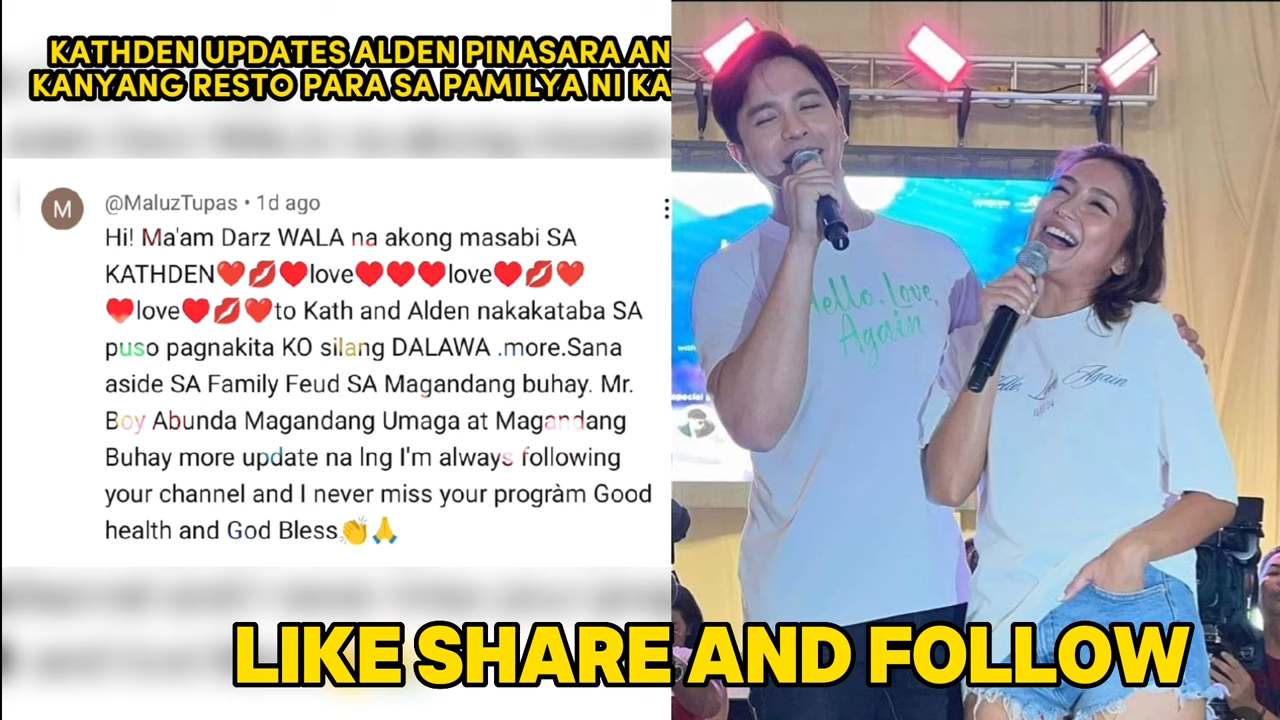 KATHDEN UPDATES ALDEN PINASARA AN
KANYANG RESTO PARA SA PAMILYA NI KA
M
@MaluzTupas • 1d ago
Hi! Ma'am Darz WALA na akong masabi SA
KATHDEN❤️💋♥️love♥️♥️♥️love♥️💋❤️
♥️love♥️💋❤️to Kath and Alden nakakataba SA
puso pagnakita KO silang DALAWA .more.Sana
aside SA Family Feud SA Magandang buhay. Mr.
Boy Abunda Magandang Umaga at Magandang
Buhay more update na lng I'm always following
your channel and I never miss your progràm Good
health and God Bless👏🙏
Hello, Love,
Again
Again
LIKE SHARE AND FOLLOW